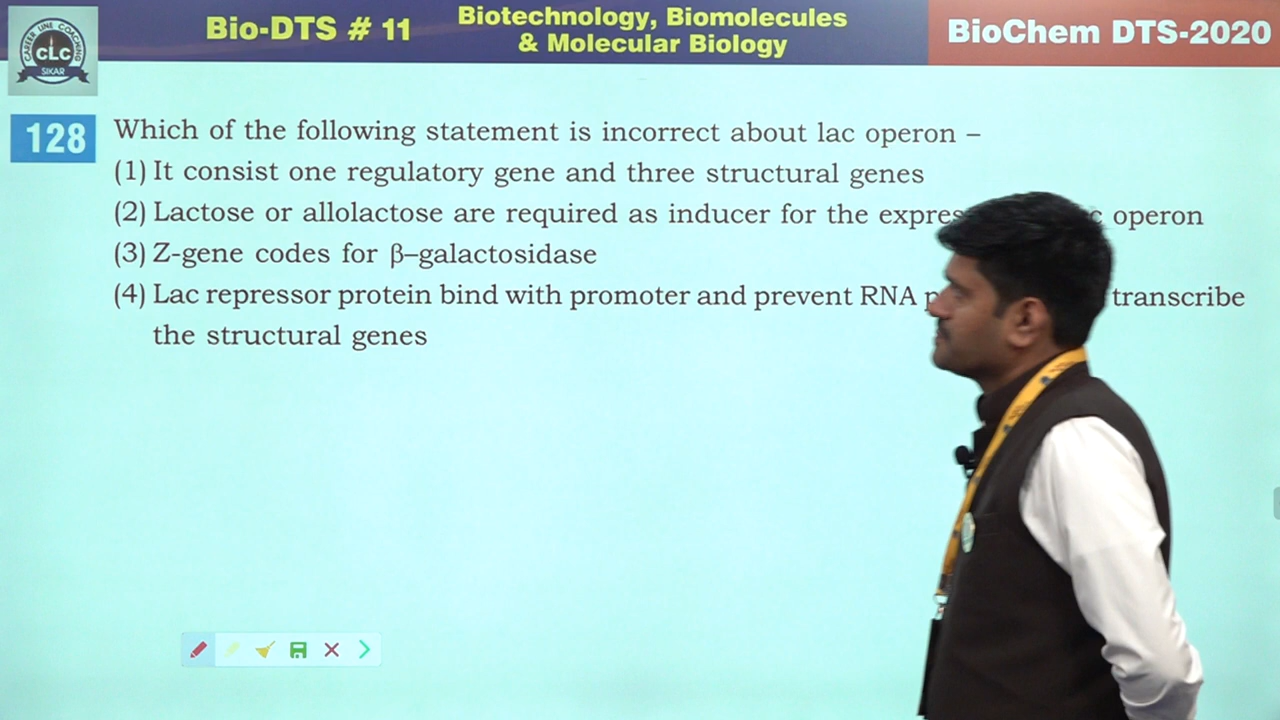 Bio-DTS # 11
Biotechnology, Biomolecules
& Molecular Biology
BioChem DTS-2020
CAREER LINE COACHING
CLC
SIKAR
128
Which of the following statement is incorrect about lac operon –
(1) It consist one regulatory gene and three structural genes
(2) Lactose or allolactose are required as inducer for the operon
(3) Z-gene codes for β–galactosidase
(4) Lac repressor protein bind with promoter and prevent RNA transcribe
the structural genes